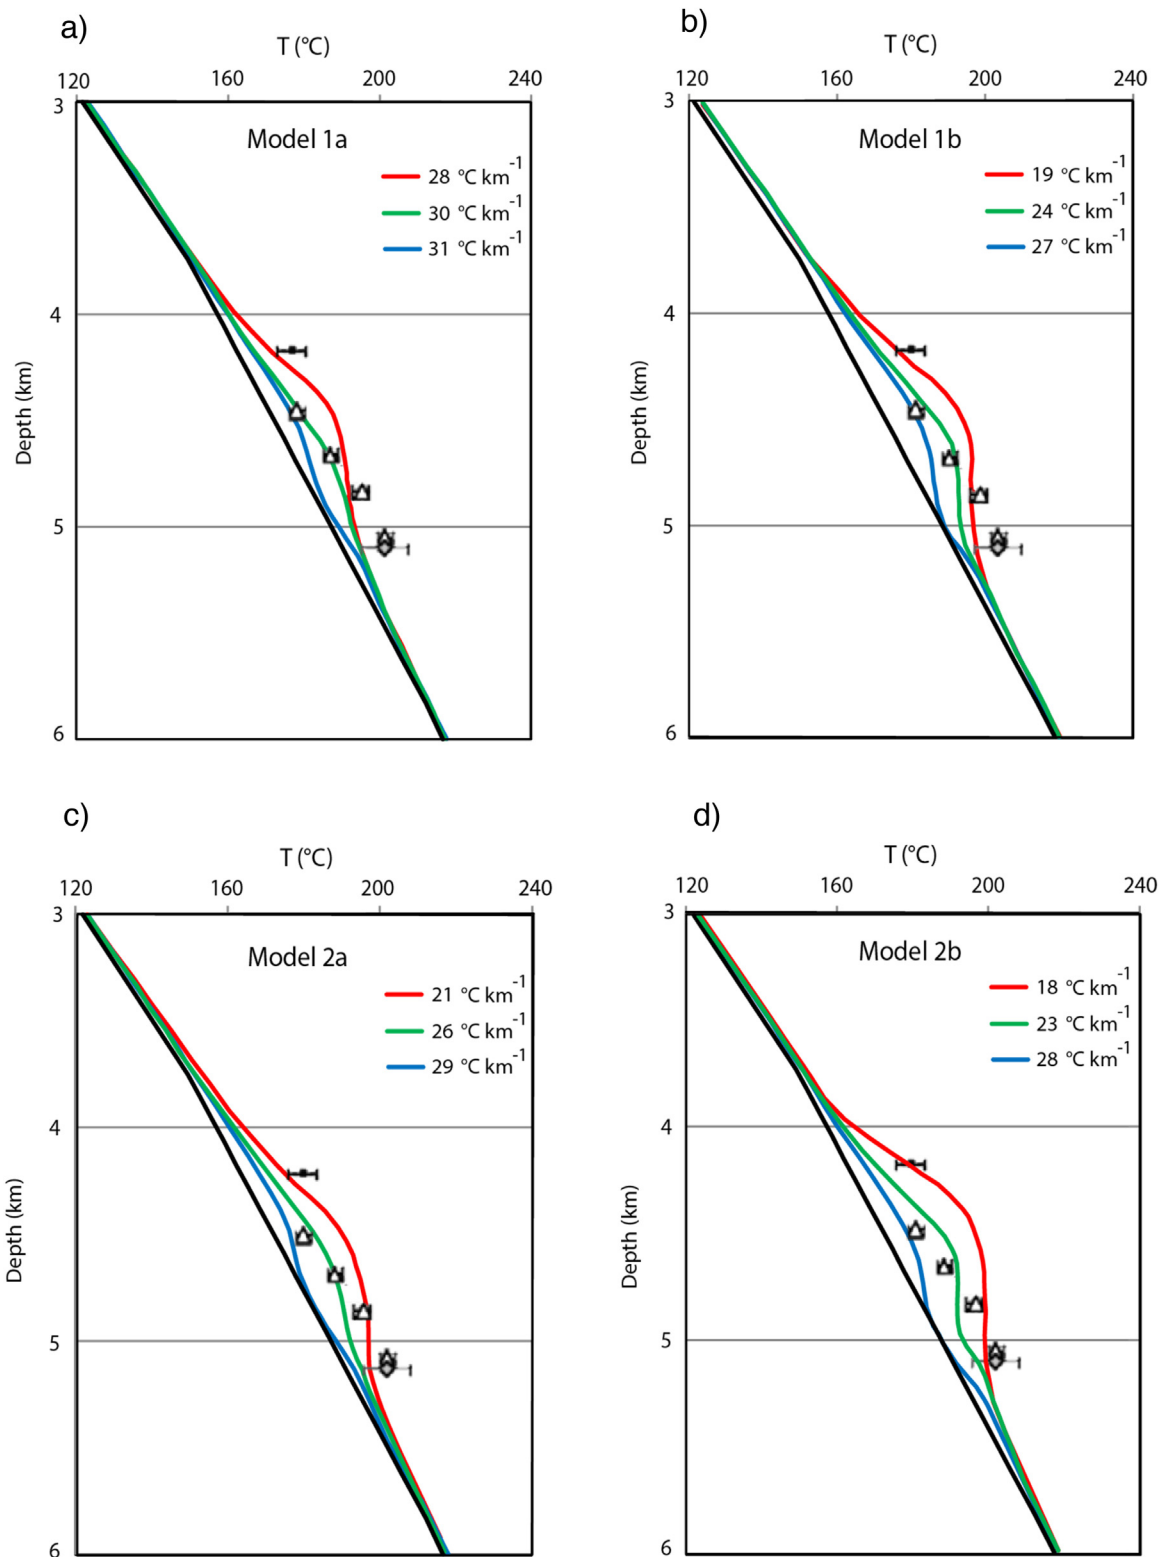 a)
T (°C)
120 160 200 240
3
Model 1a
28 °C km-1
30 °C km-1
31 °C km-1
4
Depth (km)
5
6
b)
T (°C)
120 160 200 240
3
Model 1b
19 °C km-1
24 °C km-1
27 °C km-1
4
Depth (km)
5
6
c)
T (°C)
120 160 200 240
3
Model 2a
21 °C km-1
26 °C km-1
29 °C km-1
4
Depth (km)
5
6
d)
T (°C)
120 160 200 240
3
Model 2b
18 °C km-1
23 °C km-1
28 °C km-1
4
Depth (km)
5
6